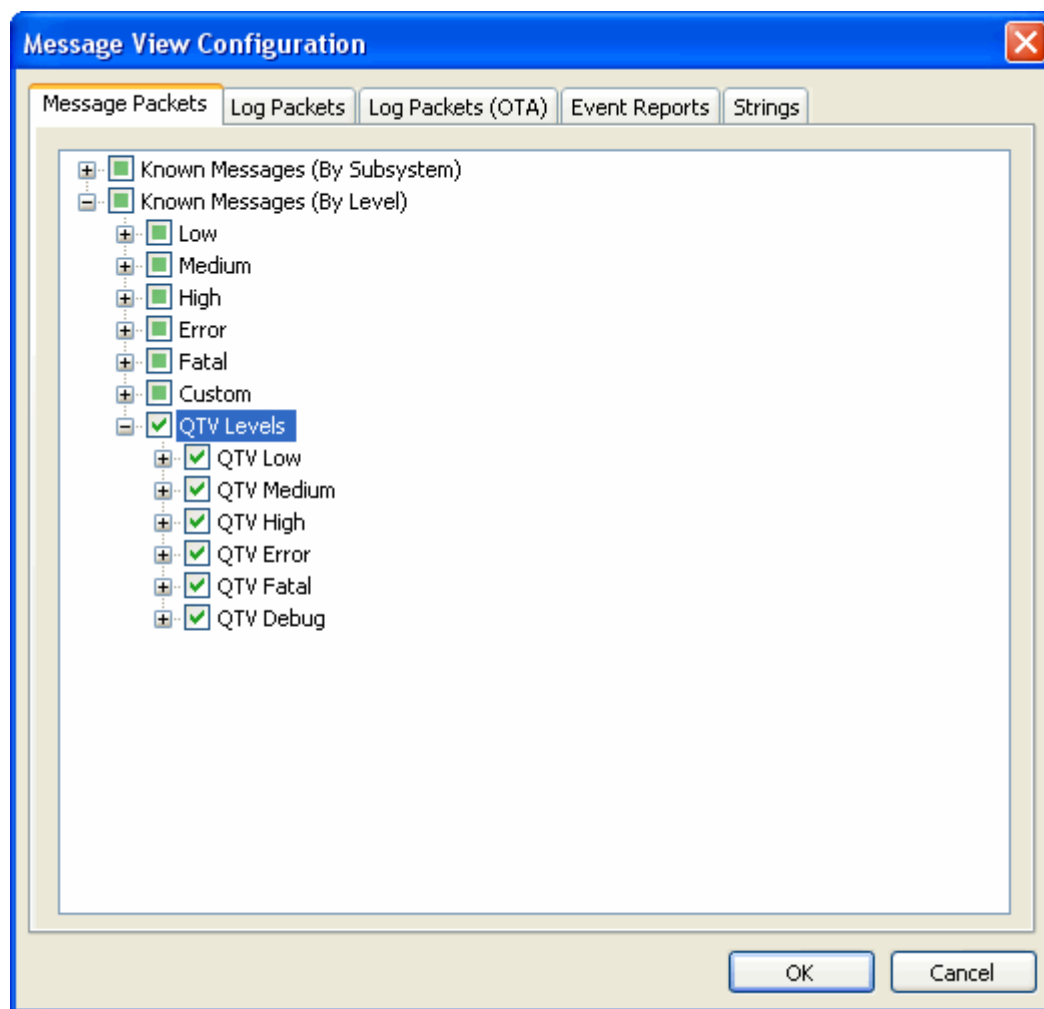 Message View Configuration
Message Packets Log Packets Log Packets (OTA) Event Reports Strings
Known Messages (By Subsystem)
Known Messages (By Level)
Low
Medium
High
Error
Fatal
Custom
QTV Levels
QTV Low
QTV Medium
QTV High
QTV Error
QTV Fatal
QTV Debug
OK Cancel